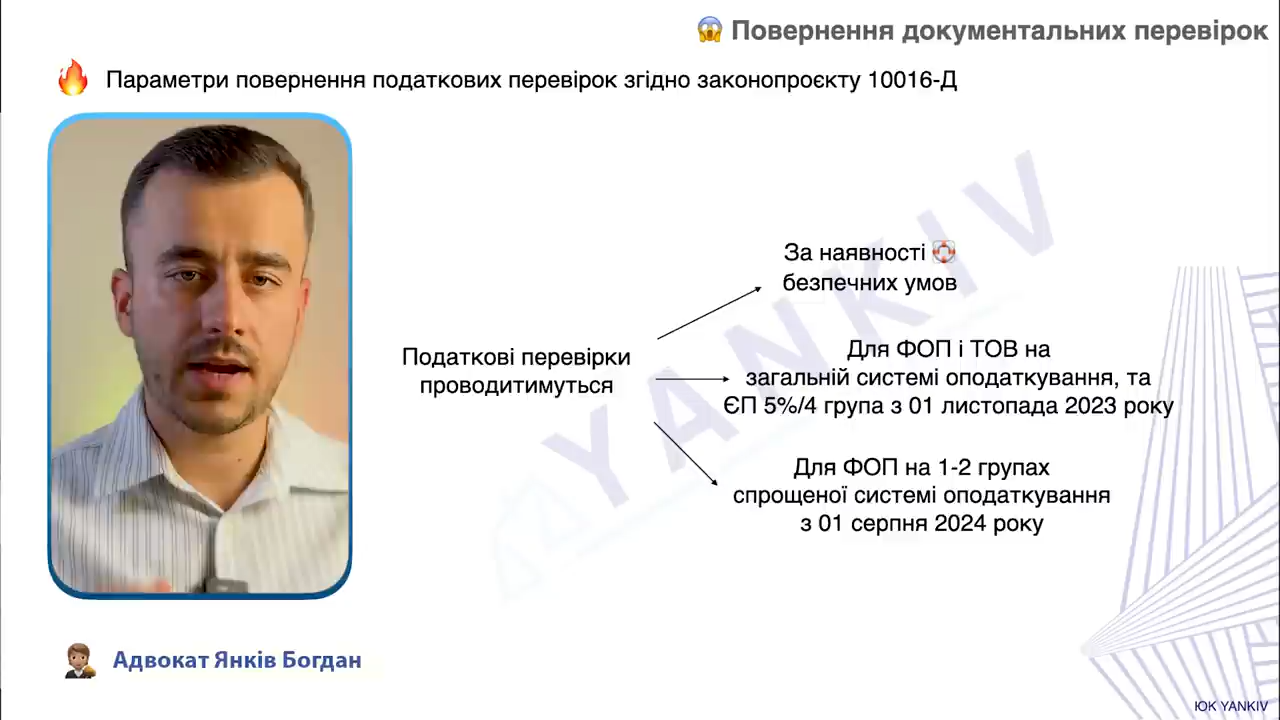 😱 Повернення документальних перевірок
🔥 Параметри повернення податкових перевірок згідно законопроєкту 10016-Д
За наявності 🛟
безпечних умов
Податкові перевірки
проводитимуться
Для ФОП і ТОВ на
загальній системі оподаткування, та
ЄП 5%/4 група з 01 листопада 2023 року
Для ФОП на 1-2 групах
спрощеної системі оподаткування
з 01 серпня 2024 року
YANKIV
Адвокат Янків Богдан
ЮК YANKIV